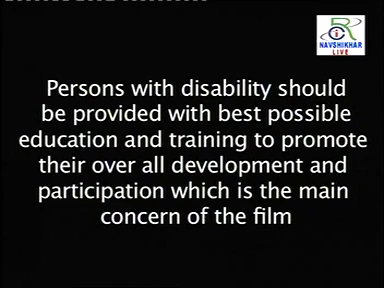 NAVSHIKHAR
LIVE
Persons with disability should
be provided with best possible
education and training to promote
their over all development and
participation which is the main
concern of the film